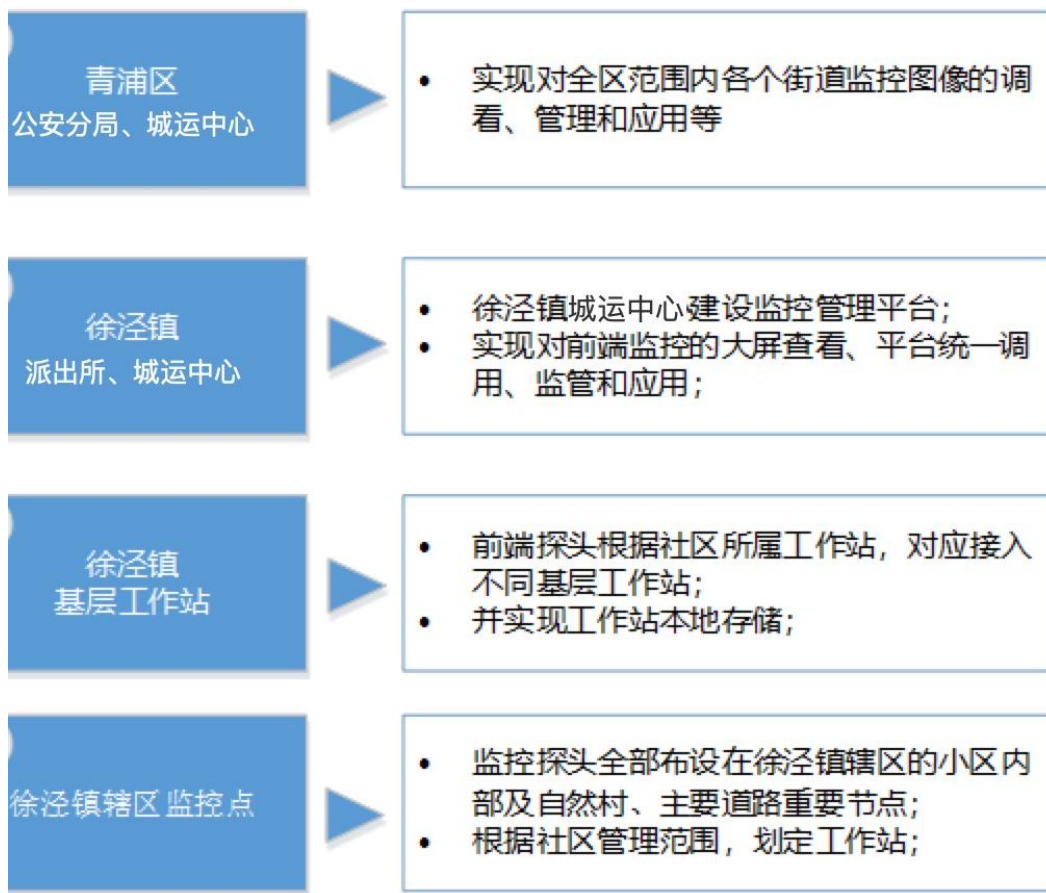 青浦区
公安分局、城运中心
• 实现对全区范围内各个街道监控图像的调
看、管理和应用等
徐泾镇
派出所、城运中心
• 徐泾镇城运中心建设监控管理平台；
• 实现对前端监控的大屏查看、平台统一调
用、监管和应用；
徐泾镇
基层工作站
• 前端探头根据社区所属工作站，对应接入
不同基层工作站；
• 并实现工作站本地存储；
徐泾镇辖区监控点
• 监控探头全部布设在徐泾镇辖区的小区内
部及自然村、主要道路重要节点；
• 根据社区管理范围，划定工作站；